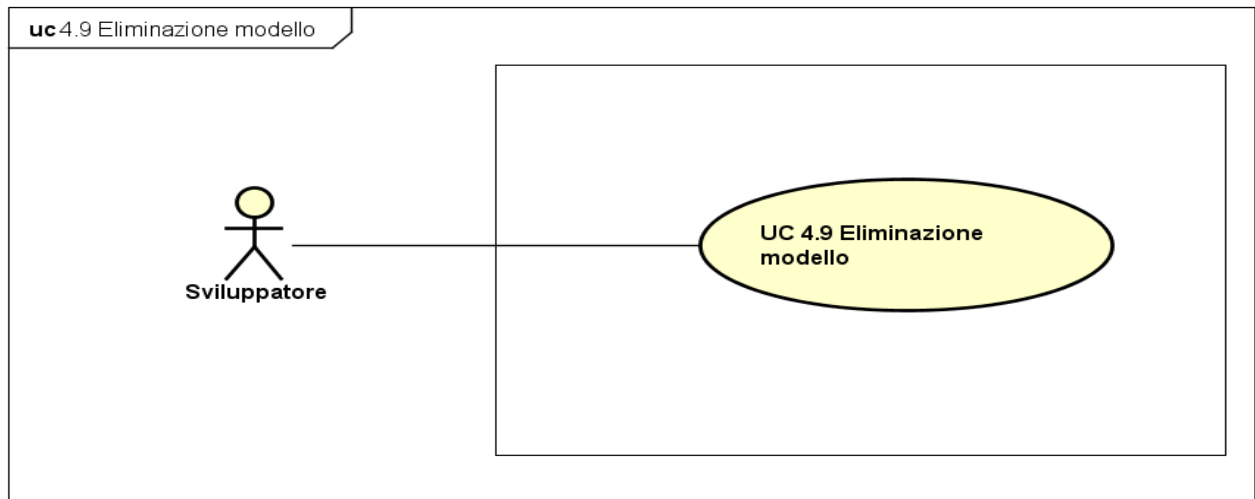 uc 4.9 Eliminazione modello
UC 4.9 Eliminazione
modello
Sviluppatore